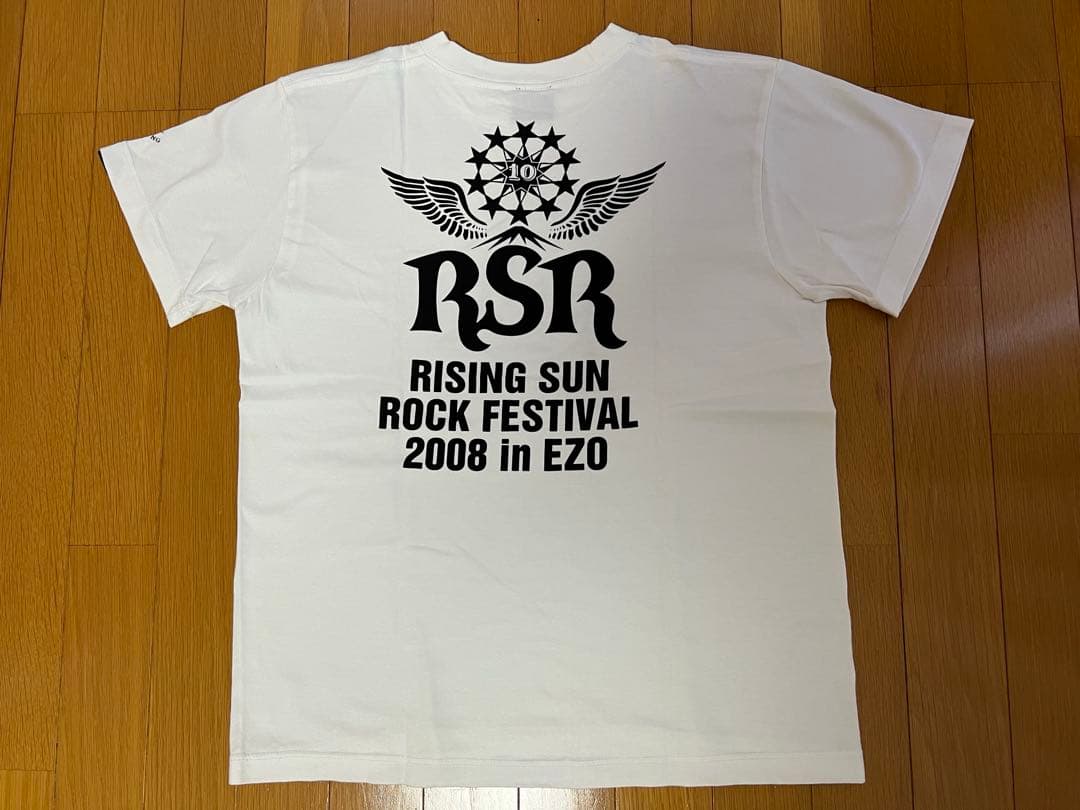 10
RSR
RISING SUN
ROCK FESTIVAL
2008 in EZO